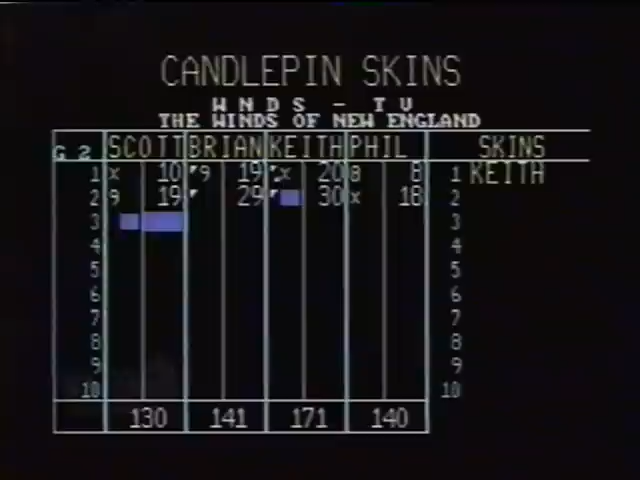 CANDLEPIN SKINS
W N D S - T V
THE WINDS OF NEW ENGLAND
G 2 SCOTT BRIAN KEITH PHIL SKINS
1 x 10 9 19 x 20 8 8 1 KEITH
2 9 19 29 30 x 18 2
3 3
4 4
5 5
6 6
7 7
8 8
9 9
10 10
130 141 171 140